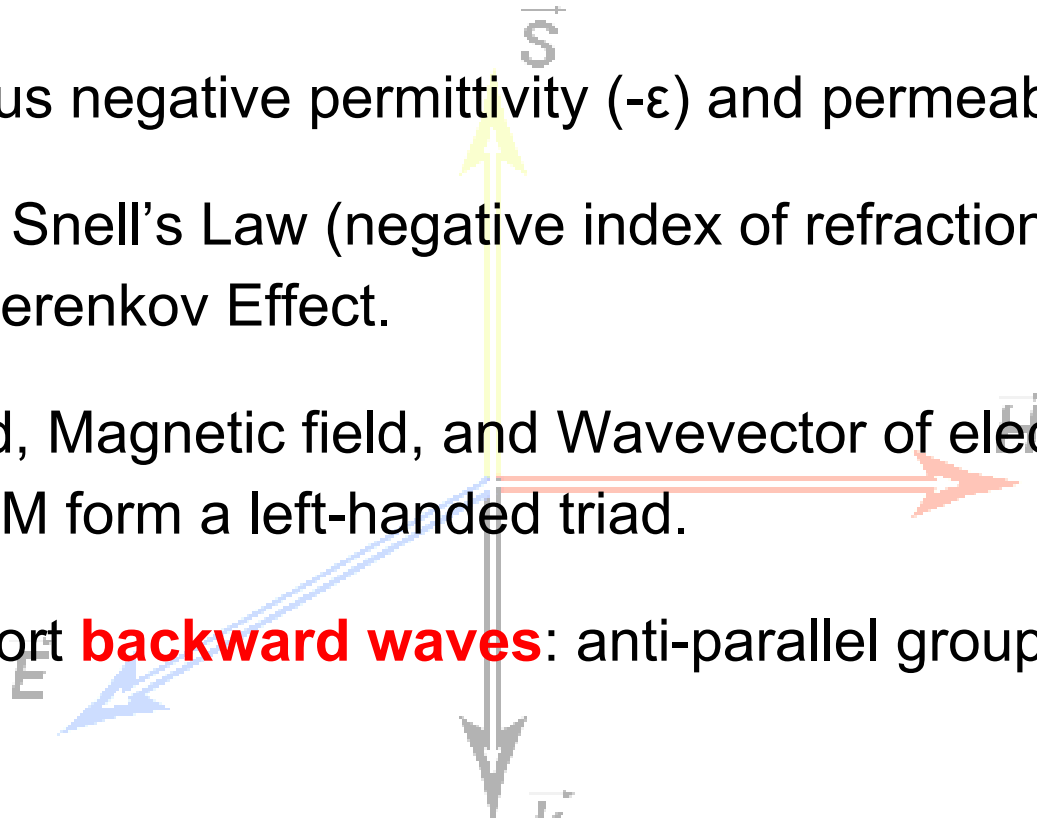 S
us negative permittivity (-ε) and permeab
Snell’s Law (negative index of refraction
erenkov Effect.
d, Magnetic field, and Wavevector of elec
H
M form a left-handed triad.
ort backward waves: anti-parallel group
E
k